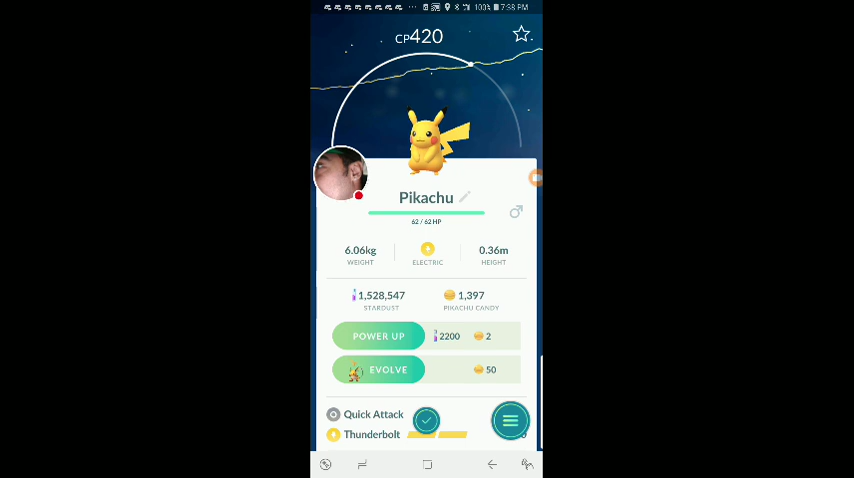 100% 7:38 PM
CP420
Pikachu
62 / 62 HP
6.06kg
WEIGHT
ELECTRIC
0.36m
HEIGHT
1,528,547
STARDUST
1,397
PIKACHU CANDY
POWER UP 2200 2
EVOLVE 50
Quick Attack
Thunderbolt